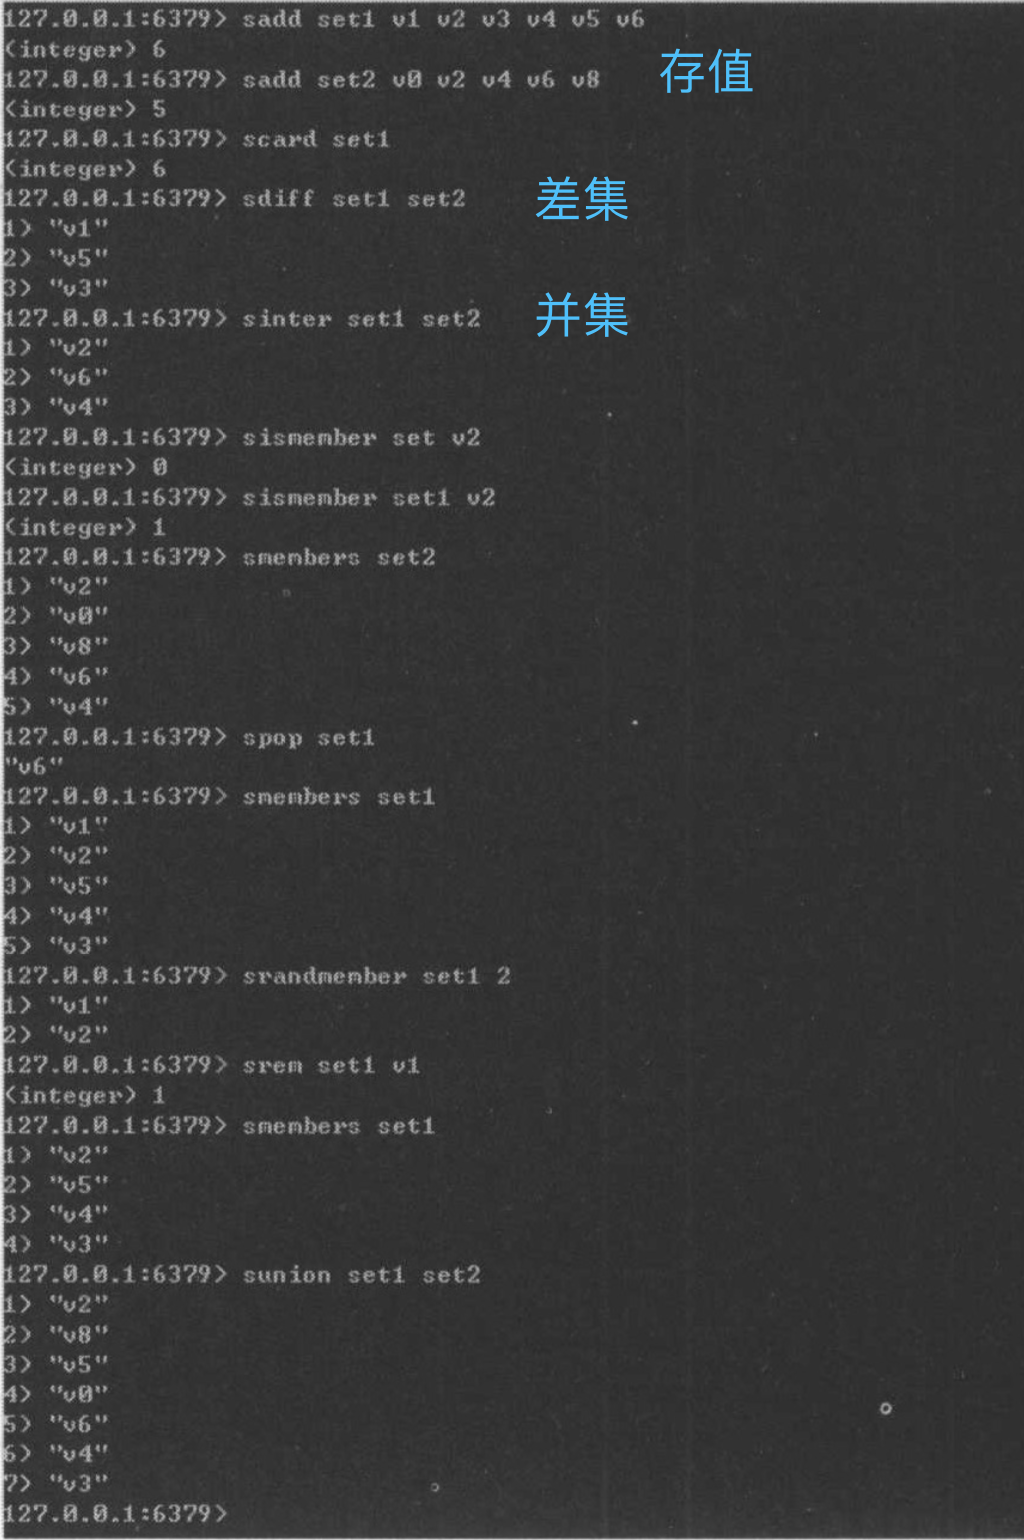 127.0.0.1:6379> sadd set1 v1 v2 v3 v4 v5 v6
(integer) 6
存值
127.0.0.1:6379> sadd set2 v0 v2 v4 v6 v8
(integer) 5
127.0.0.1:6379> scard set1
(integer) 6
127.0.0.1:6379> sdiff set1 set2 差集
1) "v1"
2) "v5"
3) "v3"
127.0.0.1:6379> sinter set1 set2 并集
1) "v2"
2) "v6"
3) "v4"
127.0.0.1:6379> sismember set v2
(integer) 0
127.0.0.1:6379> sismember set1 v2
(integer) 1
127.0.0.1:6379> smembers set2
1) "v2"
2) "v0"
3) "v8"
4) "v6"
5) "v4"
127.0.0.1:6379> spop set1
"v6"
127.0.0.1:6379> smembers set1
1) "v1"
2) "v2"
3) "v5"
4) "v4"
5) "v3"
127.0.0.1:6379> srandmember set1 2
1) "v1"
2) "v2"
127.0.0.1:6379> srem set1 v1
(integer) 1
127.0.0.1:6379> smembers set1
1) "v2"
2) "v5"
3) "v4"
4) "v3"
127.0.0.1:6379> sunion set1 set2
1) "v2"
2) "v8"
3) "v5"
4) "v0"
5) "v6"
6) "v4"
7) "v3"
127.0.0.1:6379>